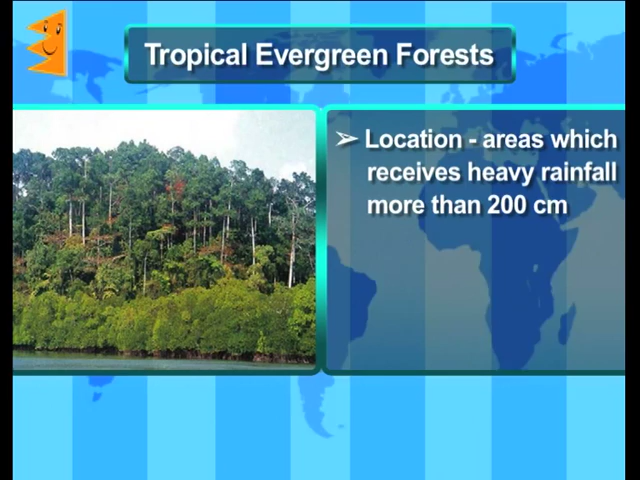 Tropical Evergreen Forests
➢ Location - areas which
receives heavy rainfall
more than 200 cm